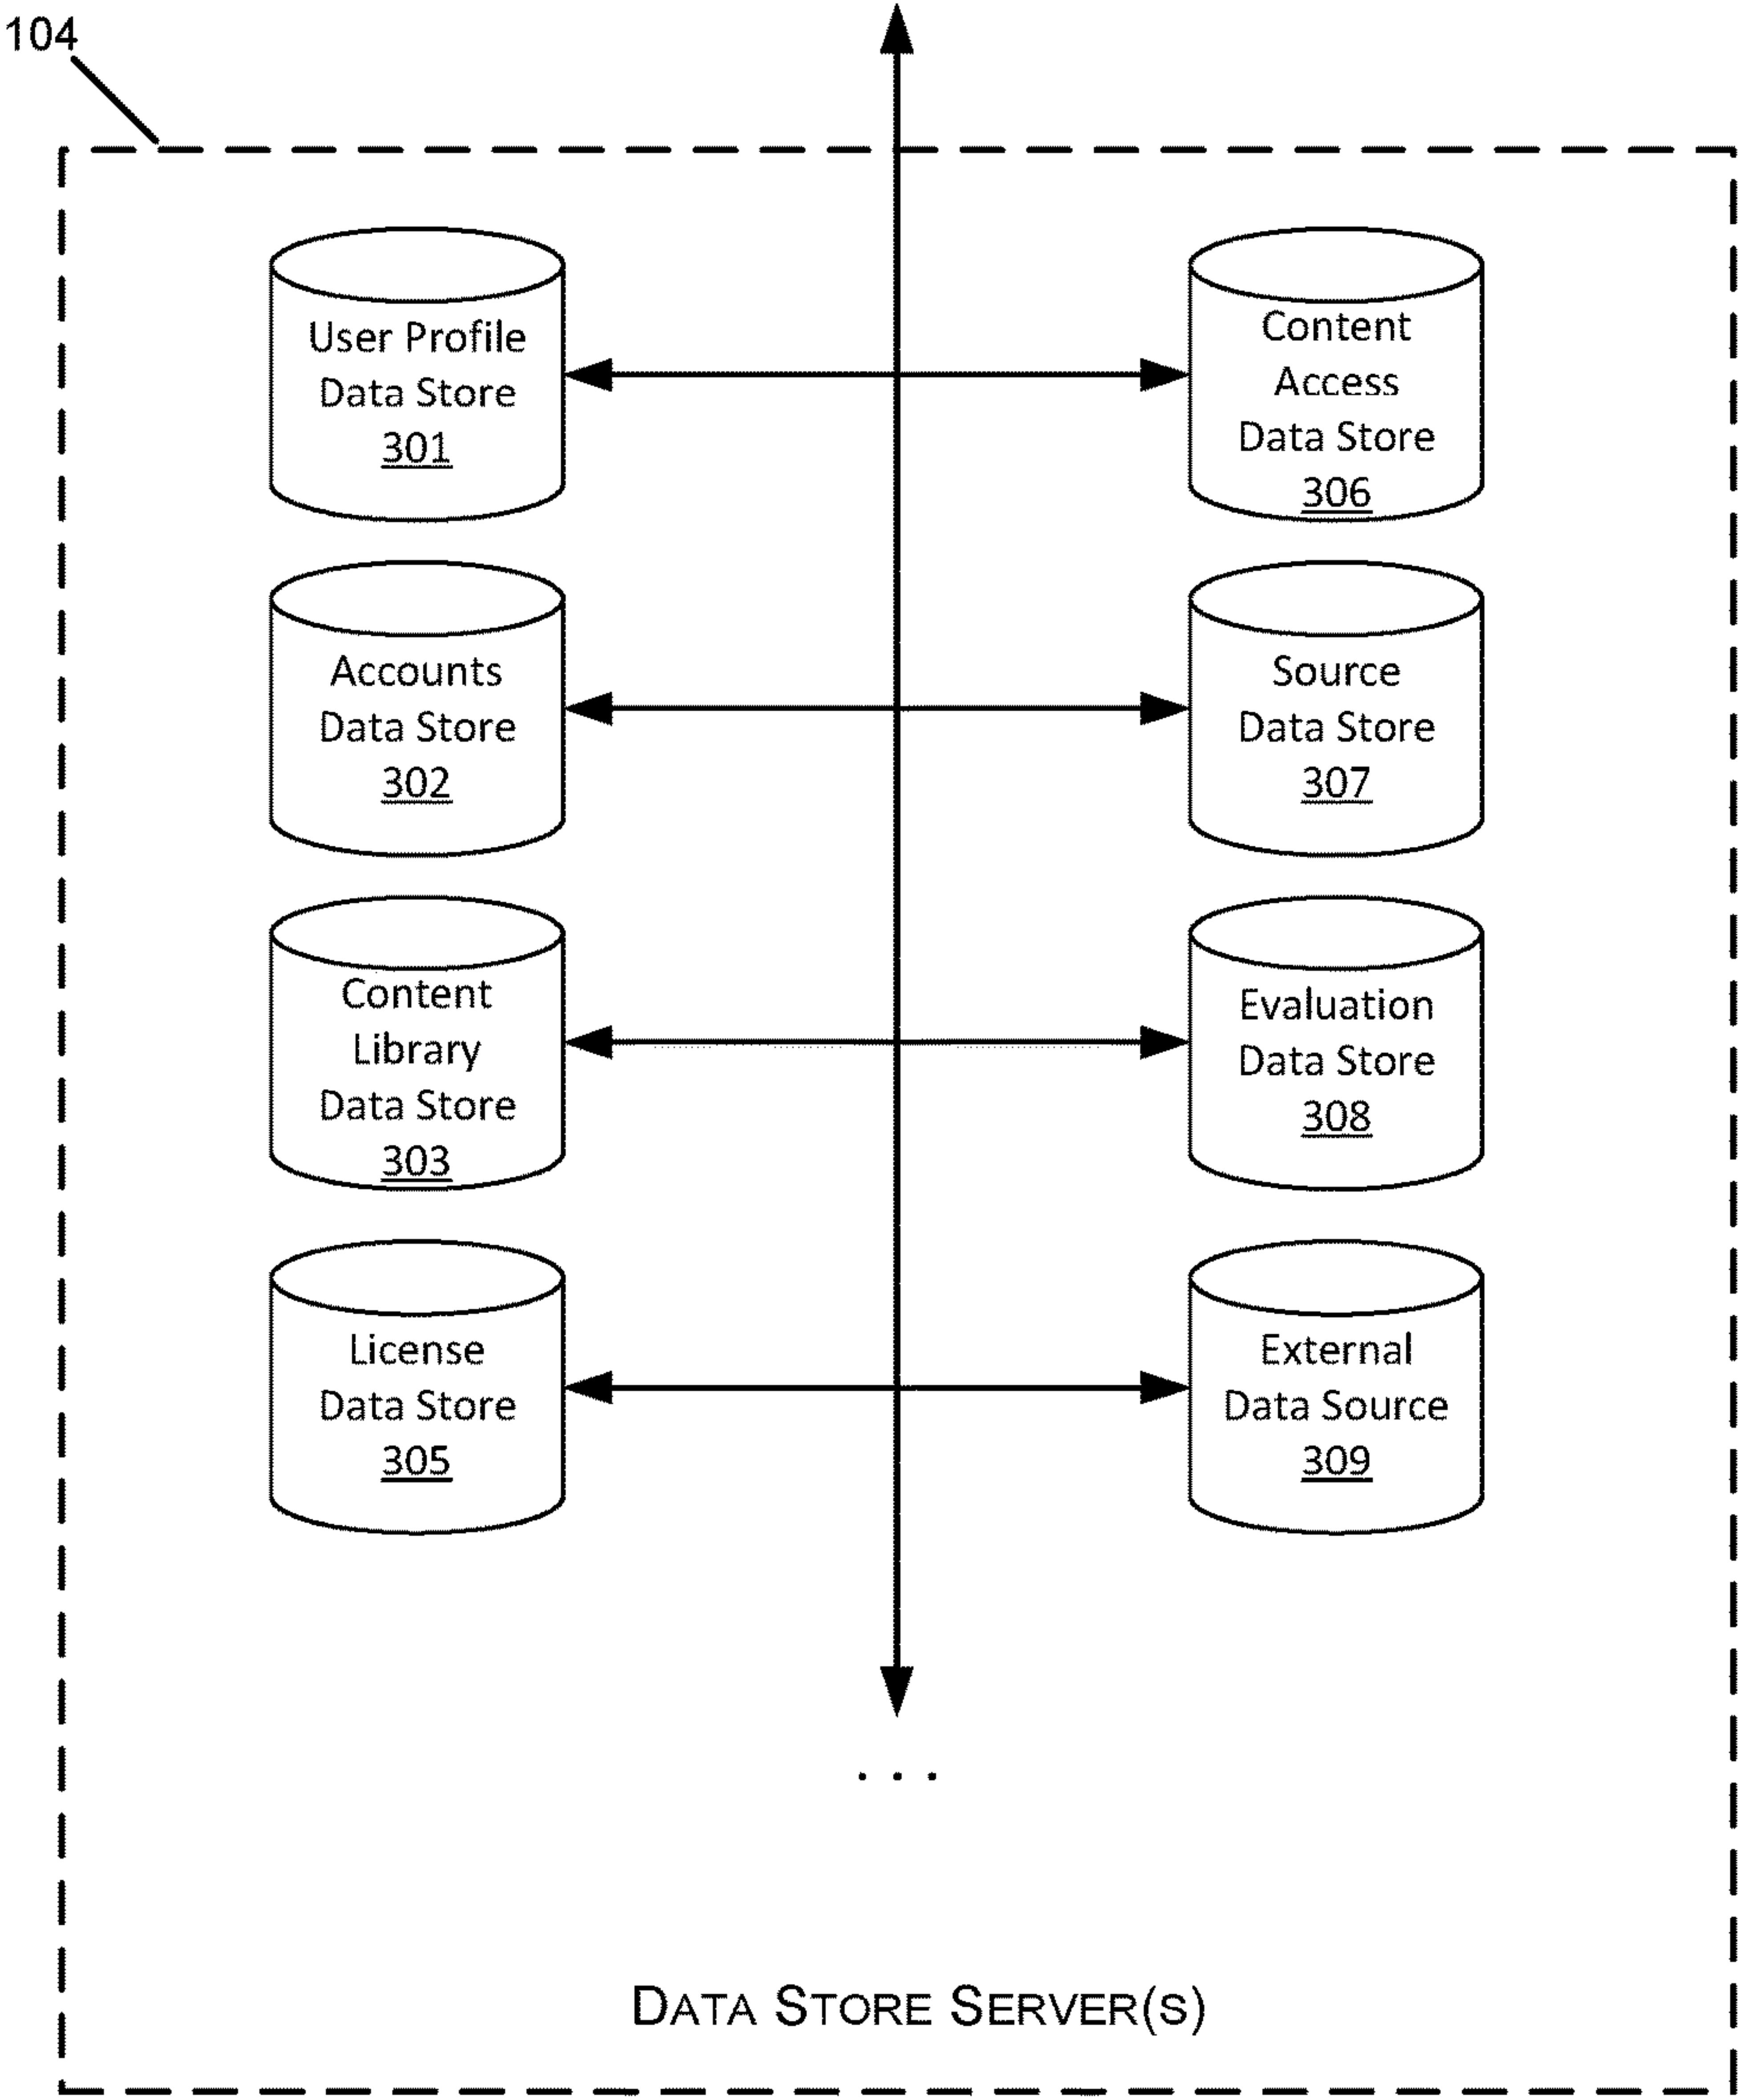 104
User Profile
Data Store
301
Content
Access
Data Store
306
Accounts
Data Store
302
Source
Data Store
307
Content
Library
Data Store
303
Evaluation
Data Store
308
License
Data Store
305
External
Data Source
309
. . .
DATA STORE SERVER(S)